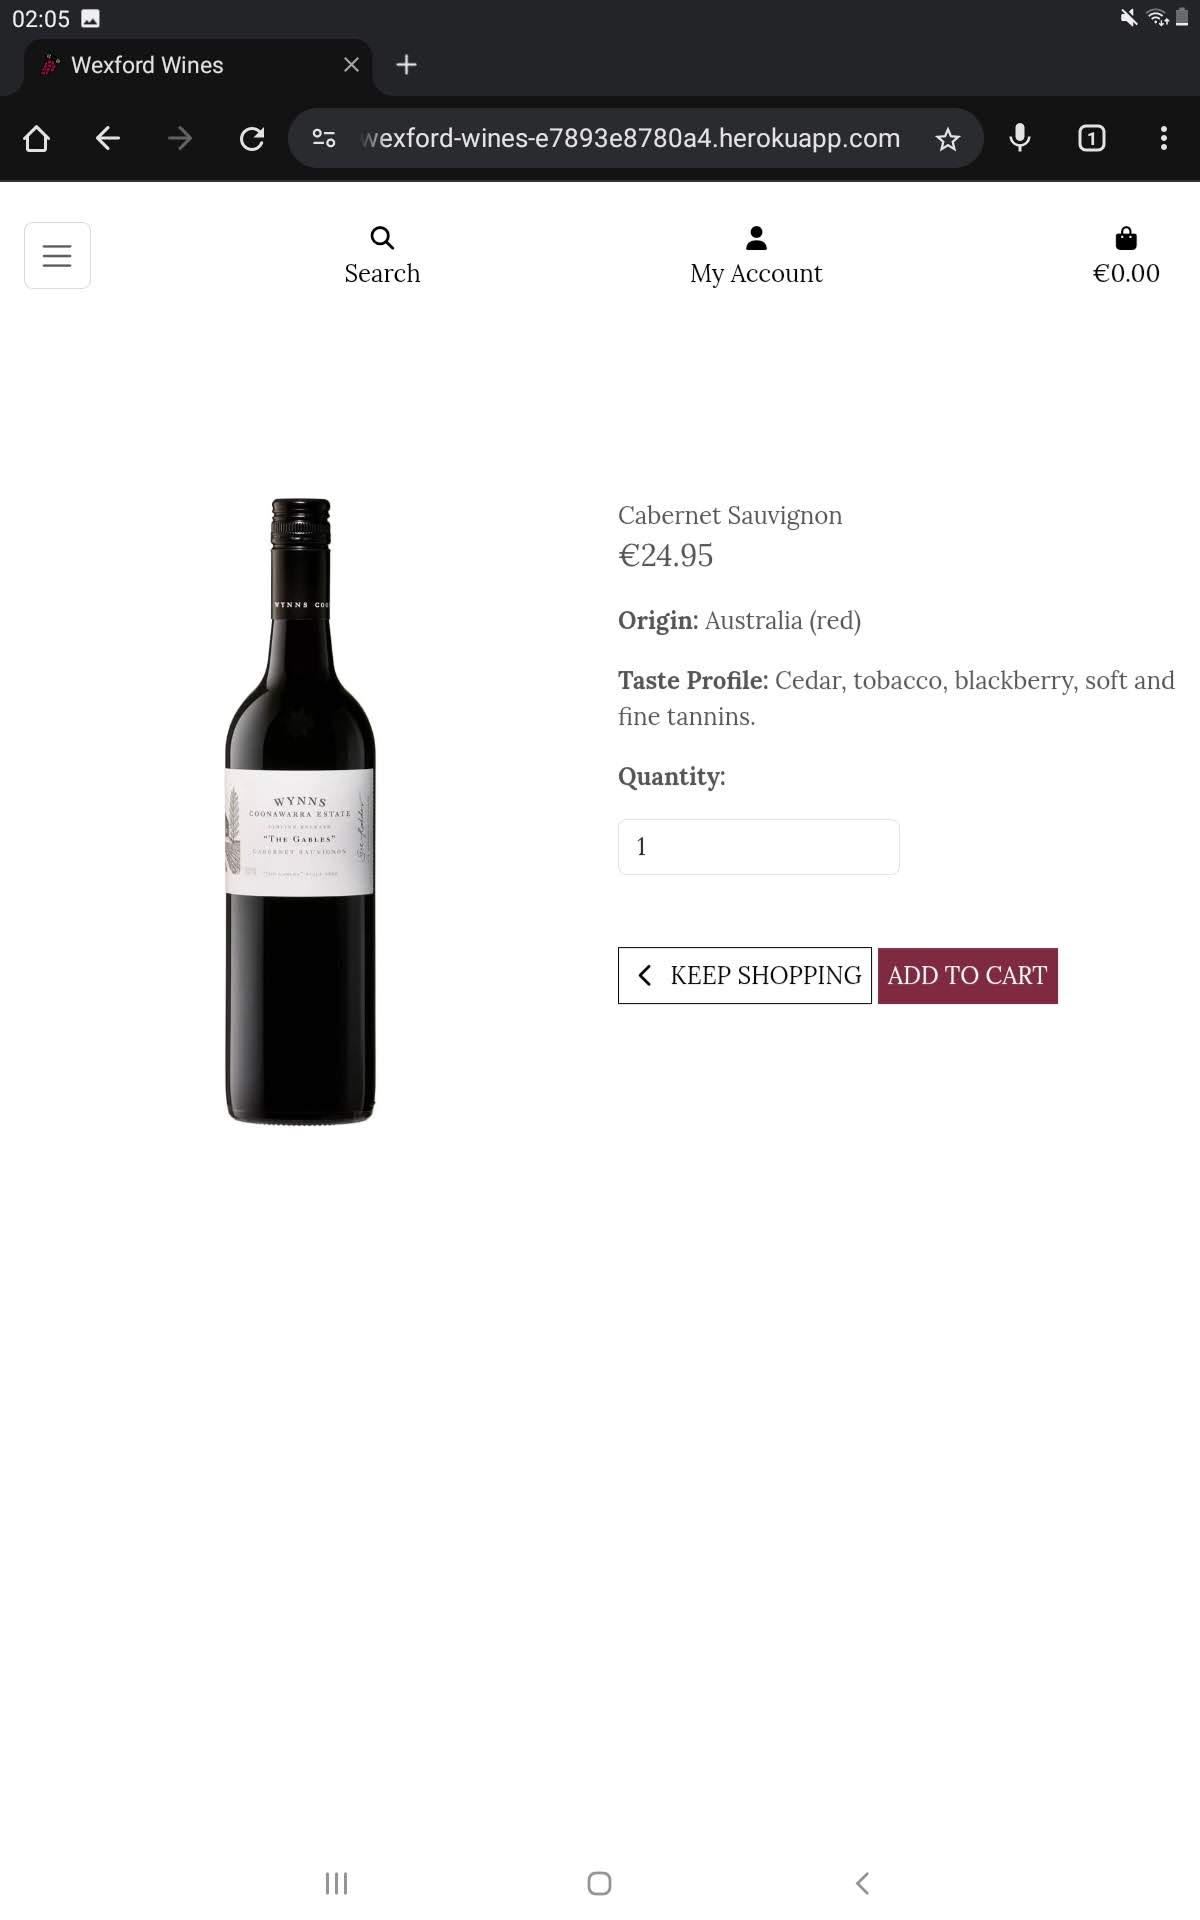 02:05
Wexford Wines
wexford-wines-e7893e8780a4.herokuapp.com
1
Search
My Account
€0.00
Cabernet Sauvignon
€24.95
Origin: Australia (red)
Taste Profile: Cedar, tobacco, blackberry, soft and
fine tannins.
Quantity:
1
KEEP SHOPPING
ADD TO CART
WYNNS COO
WYNNS
COONAWARRA ESTATE
"THE GABLES"
CABERNET SAUVIGNON